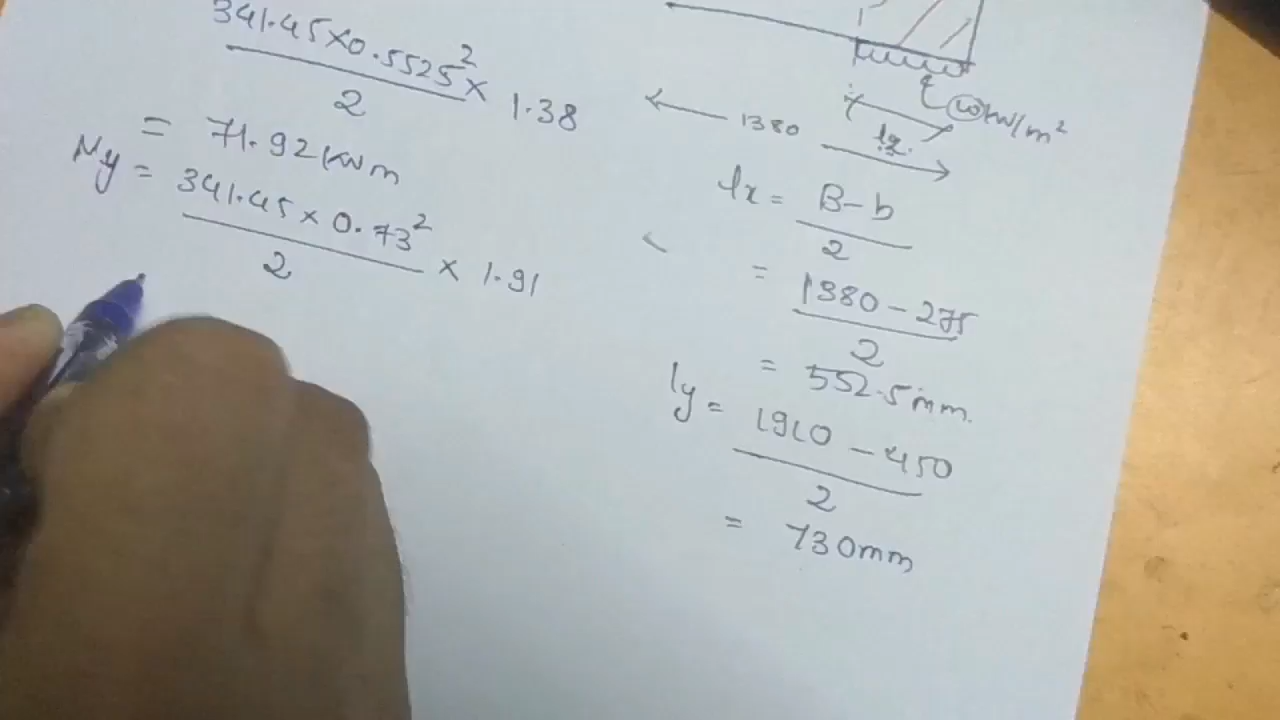 341.45×0.5525² × 1.38
2
= 71.92 kNm
My = 341.45 × 0.73² × 1.91
2
w kN/m²
1380
lx.
lx = B-b
2
= 1380 - 275
2
= 552.5mm.
ly = 1910 - 450
2
= 730mm